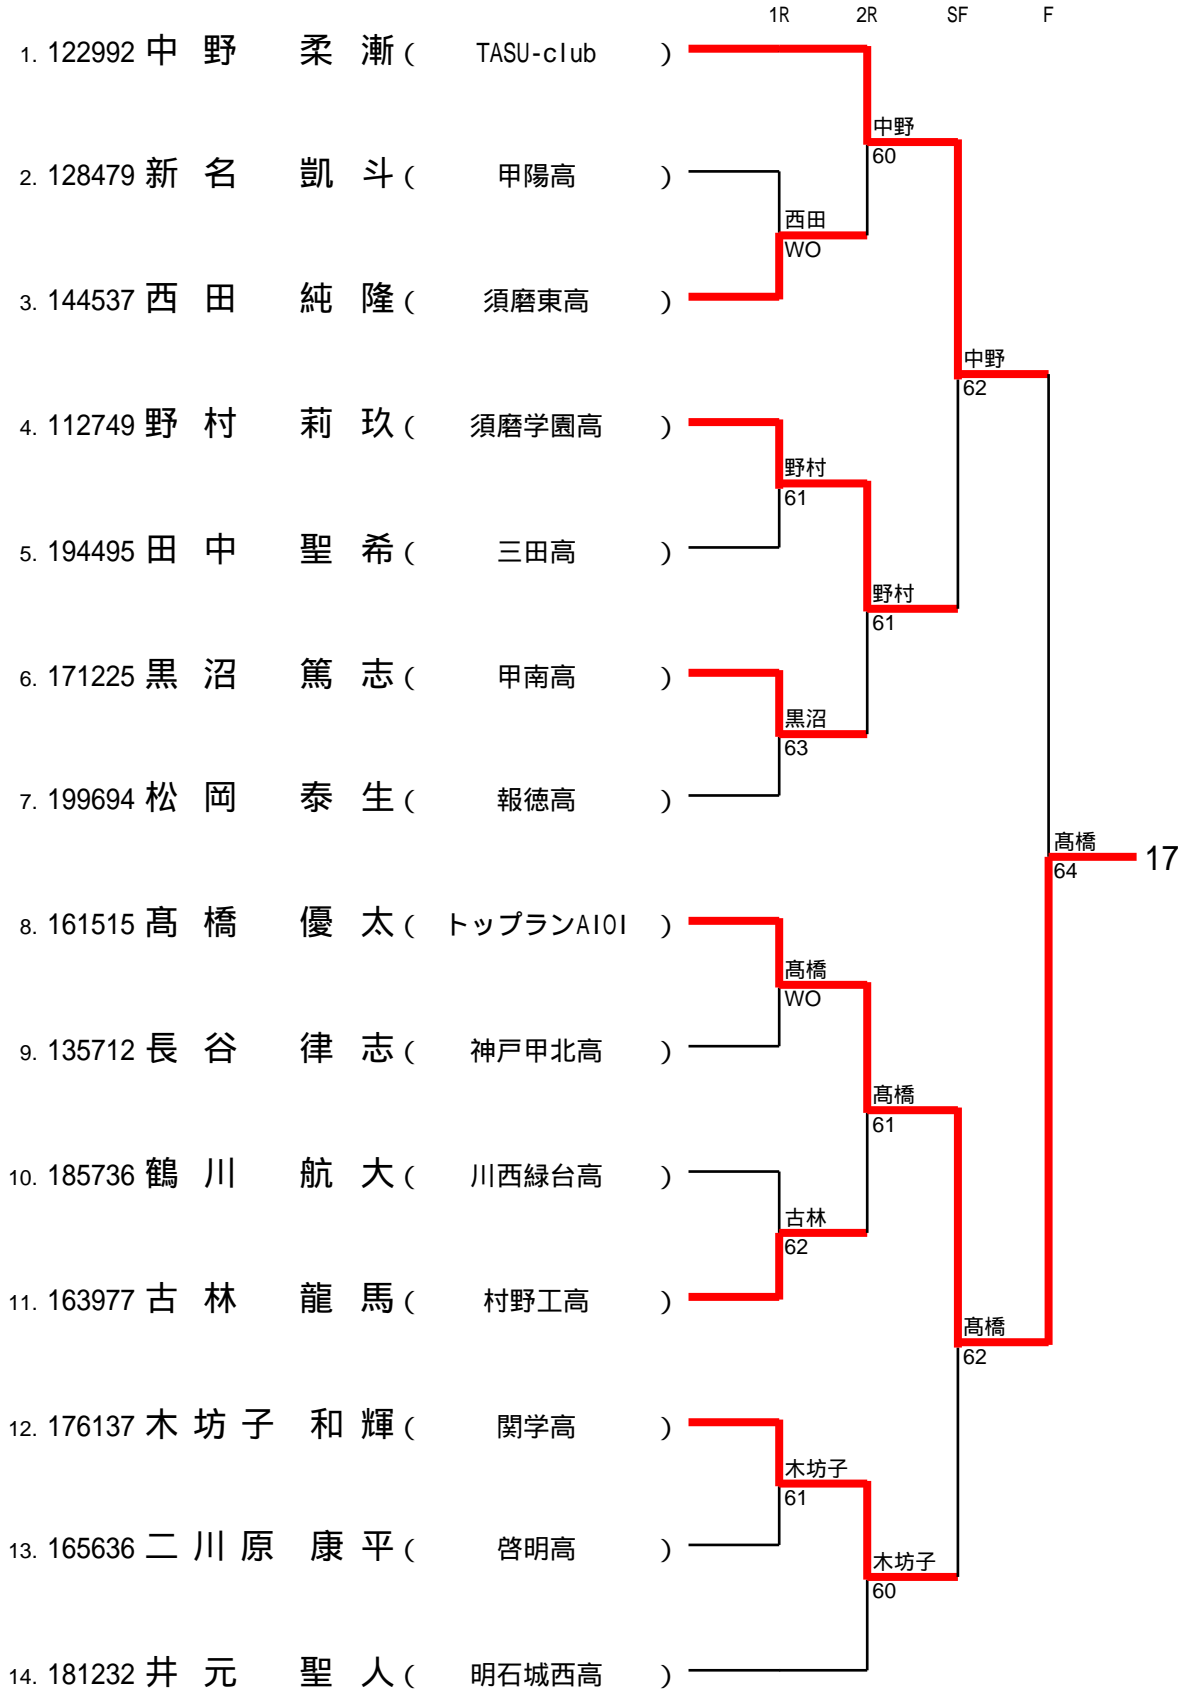 1R 2R SF F
1. 122992 中 野 柔 漸 ( TASU-club )
中野
60
2. 128479 新 名 凱 斗 ( 甲陽高 )
西田
WO
3. 144537 西 田 純 隆 ( 須磨東高 )
中野
62
4. 112749 野 村 莉 玖 ( 須磨学園高 )
野村
61
5. 194495 田 中 聖 希 ( 三田高 )
野村
61
6. 171225 黒 沼 篤 志 ( 甲南高 )
黒沼
63
7. 199694 松 岡 泰 生 ( 報徳高 )
髙橋
64
17
8. 161515 髙 橋 優 太 ( トップランAIOI )
髙橋
WO
9. 135712 長 谷 律 志 ( 神戸甲北高 )
髙橋
61
10. 185736 鶴 川 航 大 ( 川西緑台高 )
古林
62
11. 163977 古 林 龍 馬 ( 村野工高 )
髙橋
62
12. 176137 木 坊 子 和 輝 ( 関学高 )
木坊子
61
13. 165636 二 川 原 康 平 ( 啓明高 )
木坊子
60
14. 181232 井 元 聖 人 ( 明石城西高 )